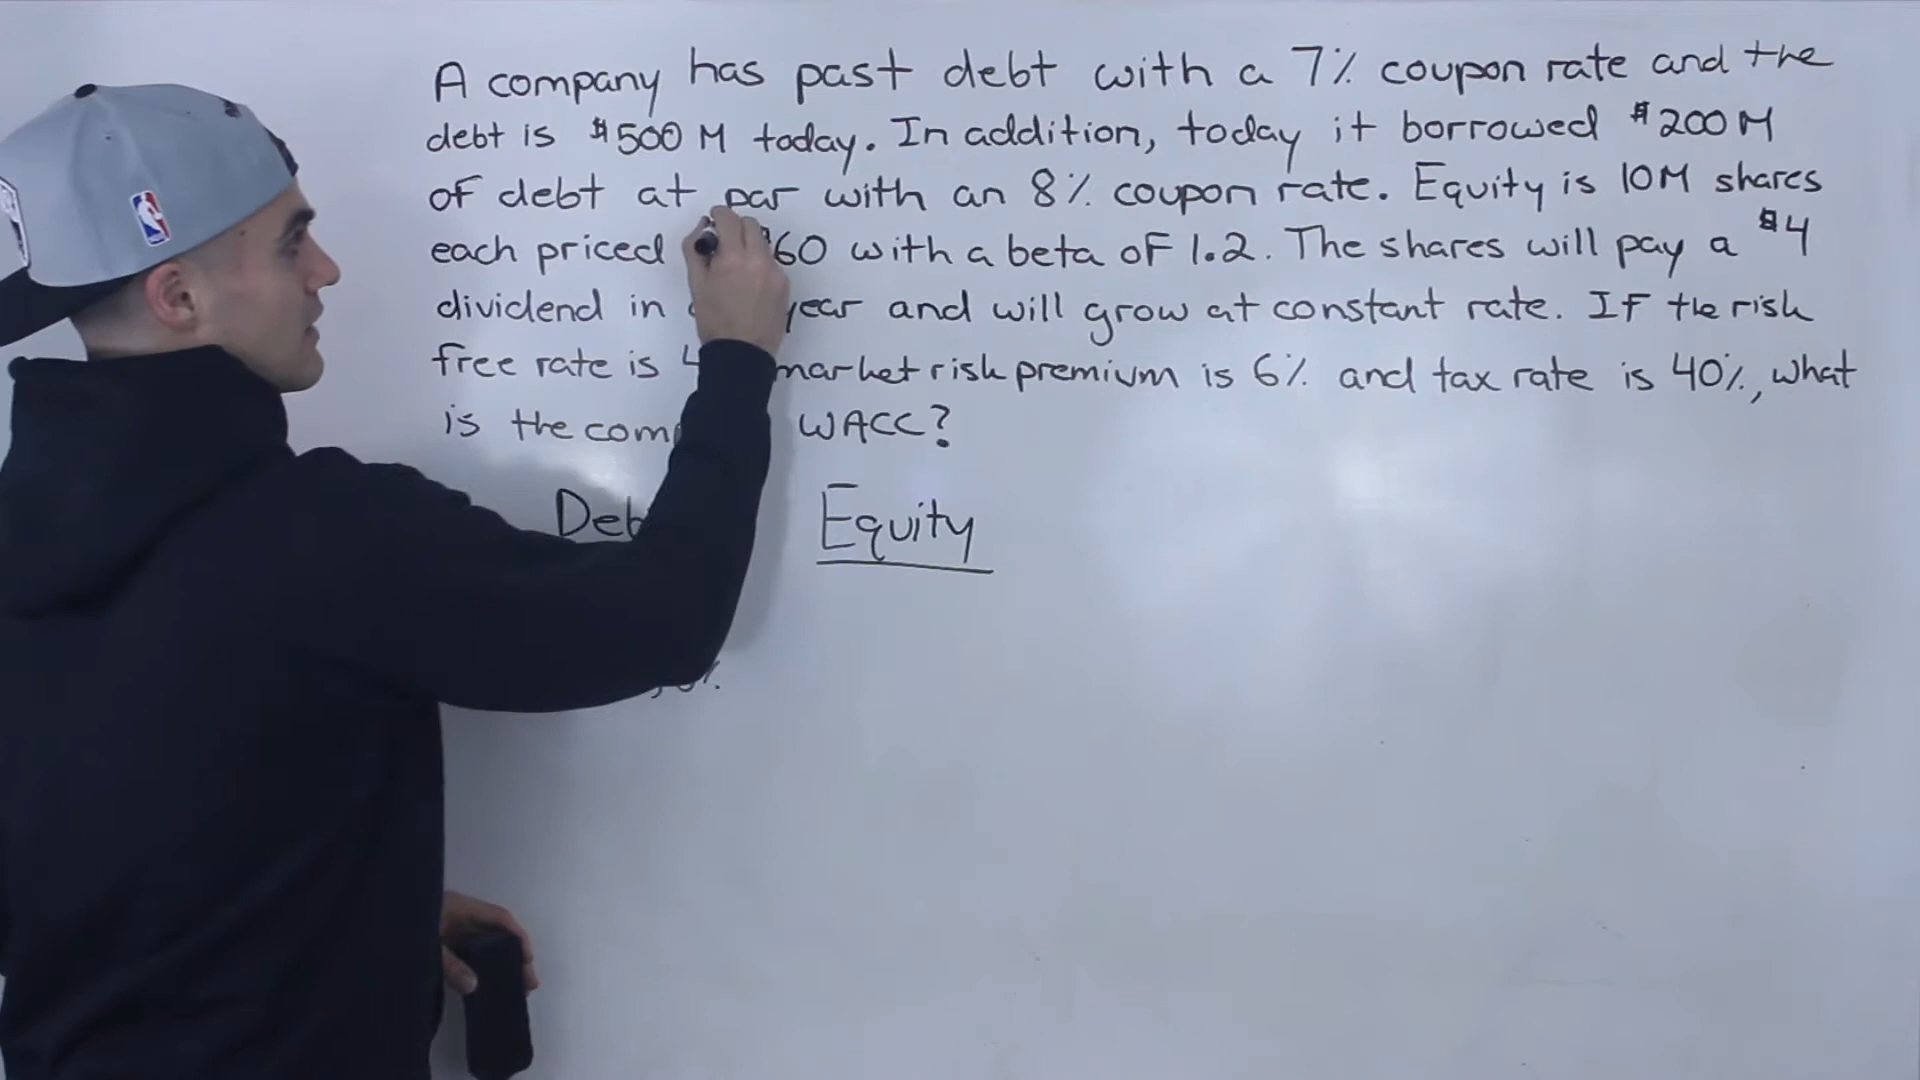 A company has past debt with a 7% coupon rate and the
debt is $500 M today. In addition, today it borrowed $200M
of debt at par with an 8% coupon rate. Equity is 10M shares
each priced $60 with a beta of 1.2. The shares will pay a $4
dividend in year and will grow at constant rate. If the risk
free rate is 4 market risk premium is 6% and tax rate is 40%, what
is the com WACC?
Deb Equity
%